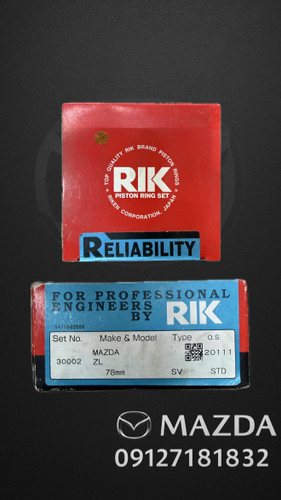 TOP QUALITY RIK BRAND PISTON RINGS
RIK
PISTON RING SET
RIKEN CORPORATION, JAPAN
RELIABILITY
FOR PROFESSIONAL
ENGINEERS
BY RIK
Set No. Make & Model Type o.s
30002 MAZDA 20111
ZL
78mm SV STD
MAZDA
09127181832